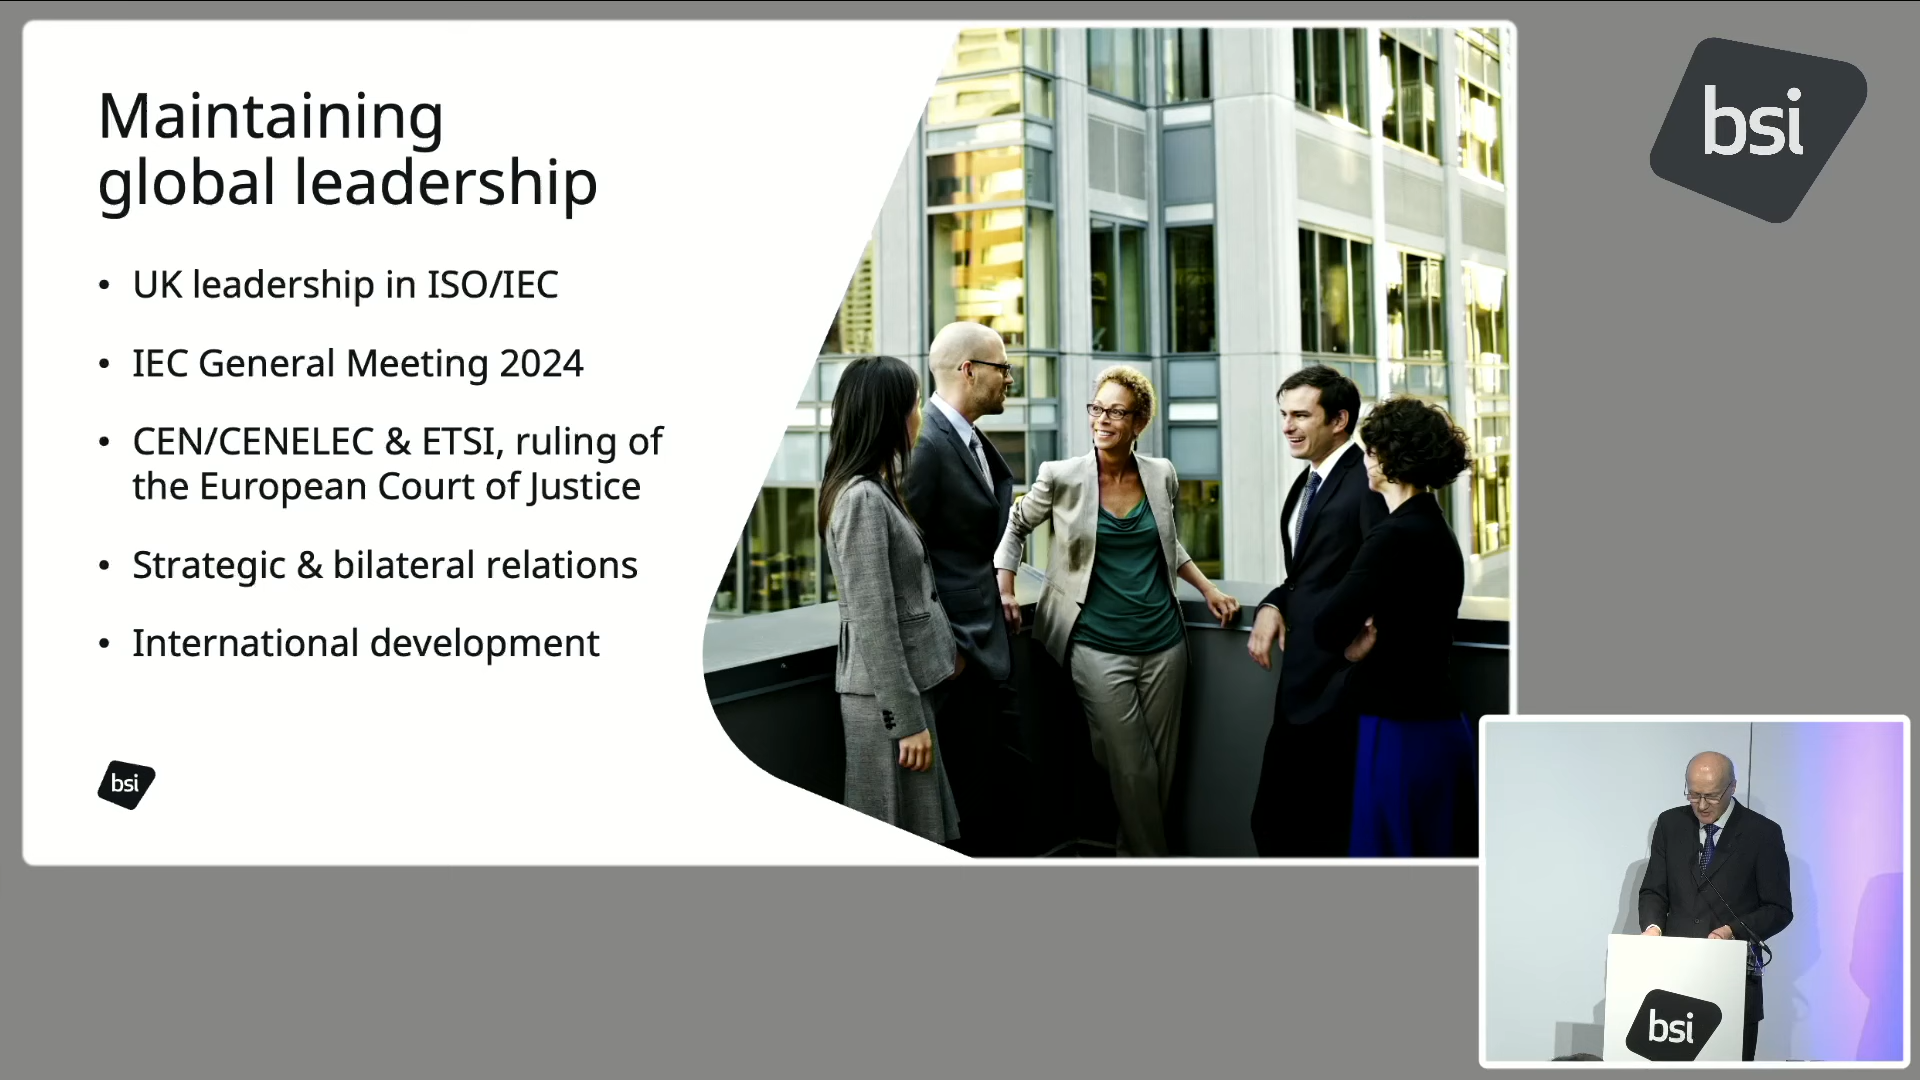 Maintaining
global leadership
• UK leadership in ISO/IEC
• IEC General Meeting 2024
• CEN/CENELEC & ETSI, ruling of
the European Court of Justice
• Strategic & bilateral relations
• International development
bsi
bsi
bsi